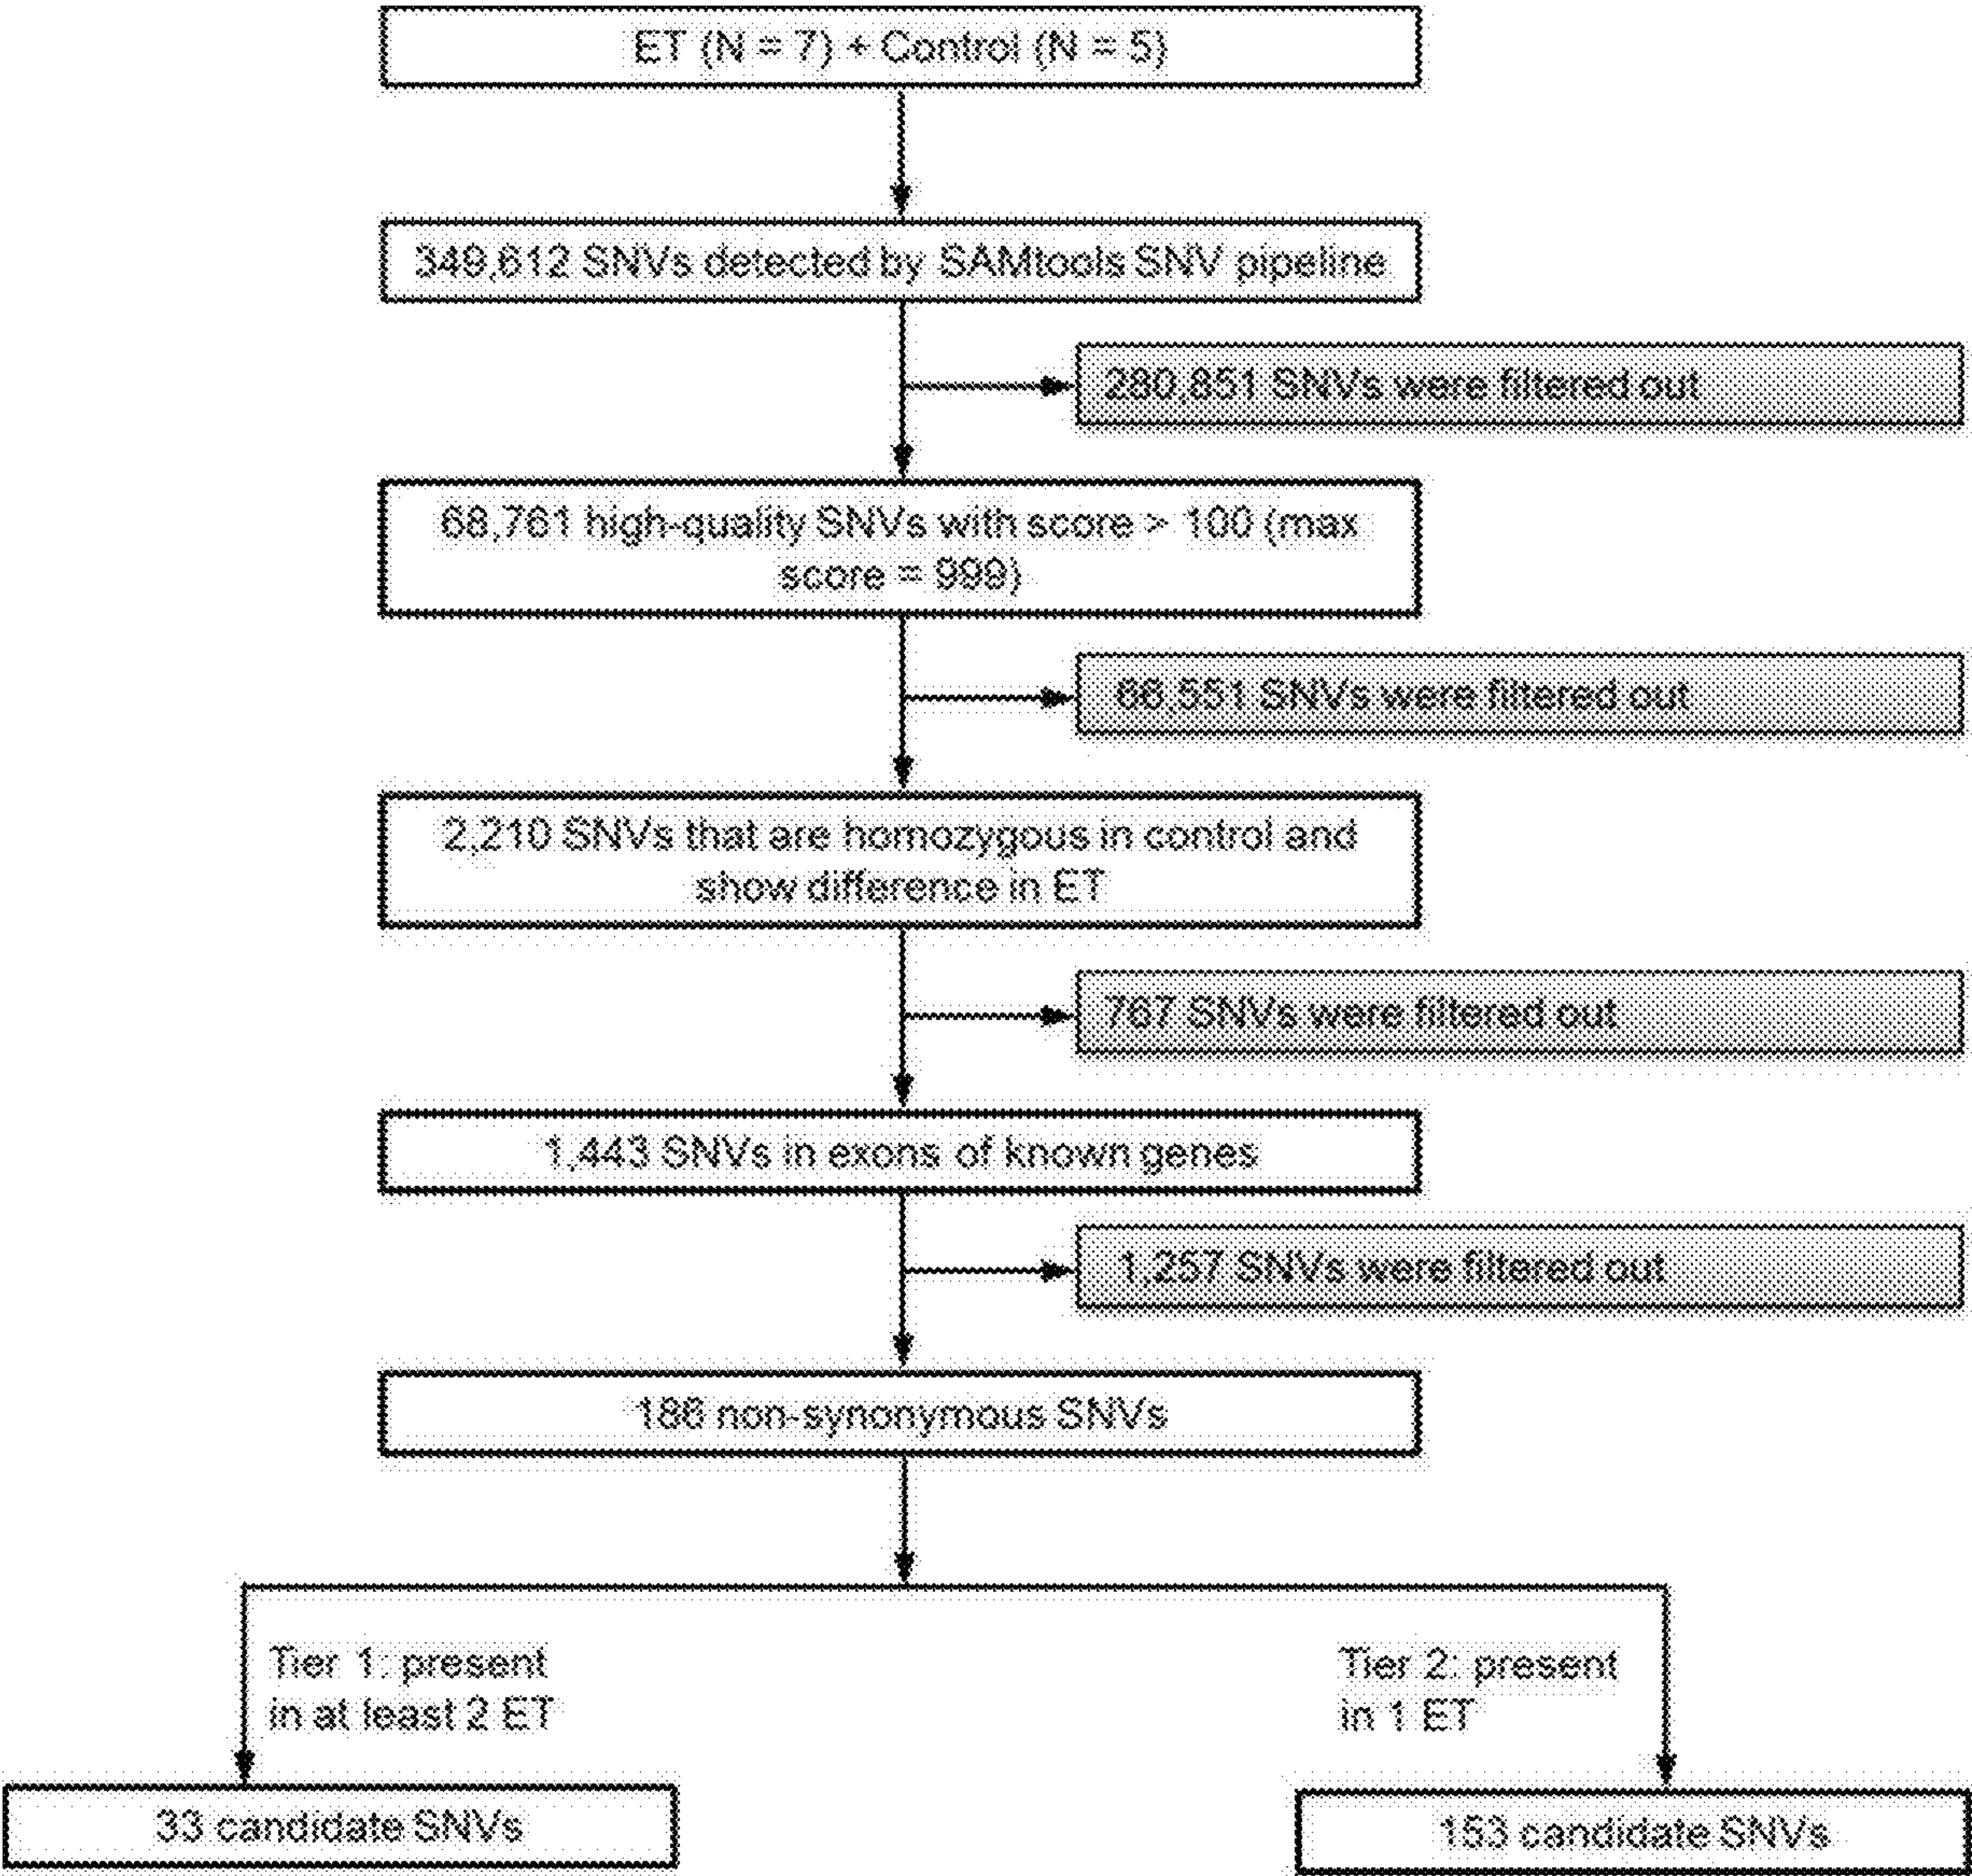 ET (N = 7) + Control (N = 5)
349,612 SNVs detected by SAMtools SNV pipeline
280,851 SNVs were filtered out
68,761 high-quality SNVs with score > 100 (max
score = 999)
66,551 SNVs were filtered out
2,210 SNVs that are homozygous in control and
show difference in ET
767 SNVs were filtered out
1,443 SNVs in exons of known genes
1,257 SNVs were filtered out
186 non-synonymous SNVs
Tier 1: present
in at least 2 ET
Tier 2: present
in 1 ET
33 candidate SNVs
153 candidate SNVs